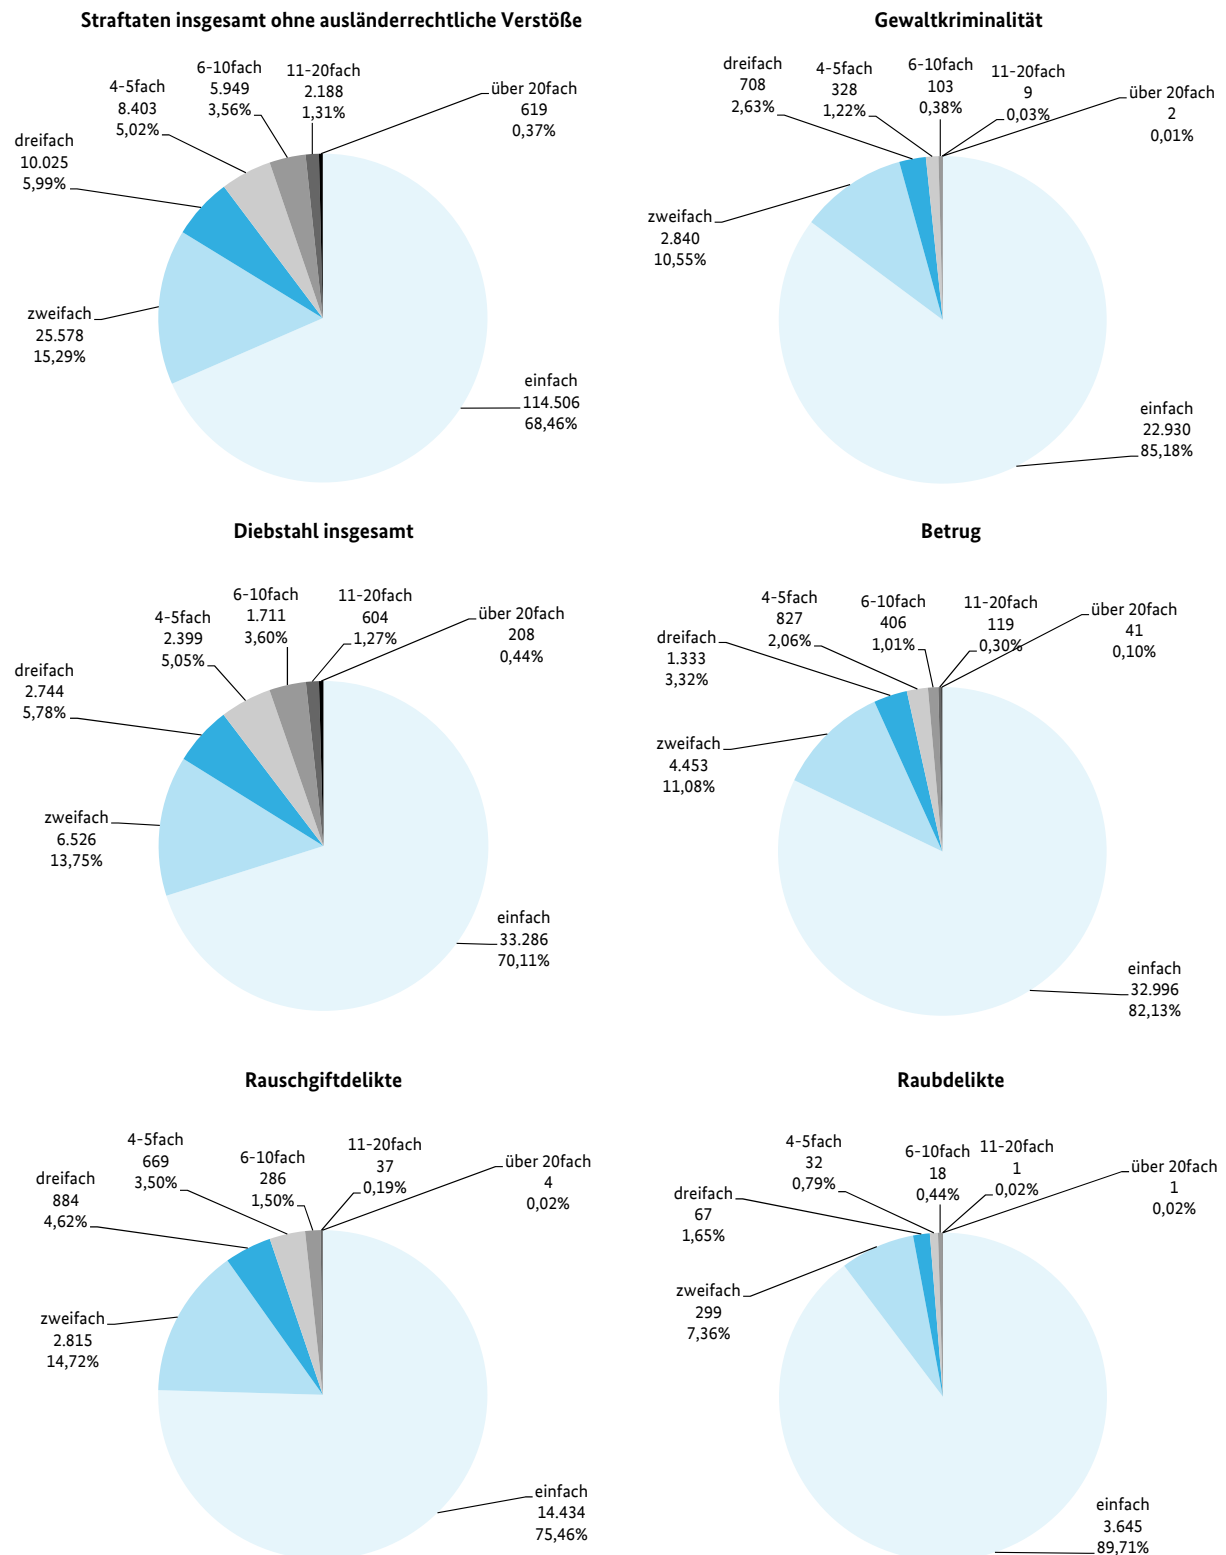 Straftaten insgesamt ohne ausländerrechtliche Verstöße
6-10fach
5.949
3,56%
11-20fach
2.188
1,31%
4-5fach
8.403
5,02%
über 20fach
619
0,37%
dreifach
10.025
5,99%
zweifach
25.578
15,29%
einfach
114.506
68,46%
Gewaltkriminalität
dreifach
708
2,63%
4-5fach
328
1,22%
6-10fach
103
0,38%
11-20fach
9
0,03%
über 20fach
2
0,01%
zweifach
2.840
10,55%
einfach
22.930
85,18%
Diebstahl insgesamt
6-10fach
1.711
3,60%
11-20fach
604
1,27%
4-5fach
2.399
5,05%
über 20fach
208
0,44%
dreifach
2.744
5,78%
zweifach
6.526
13,75%
einfach
33.286
70,11%
Betrug
4-5fach
827
2,06%
6-10fach
406
1,01%
11-20fach
119
0,30%
über 20fach
41
0,10%
dreifach
1.333
3,32%
zweifach
4.453
11,08%
einfach
32.996
82,13%
Rauschgiftdelikte
4-5fach
669
3,50%
6-10fach
286
1,50%
11-20fach
37
0,19%
über 20fach
4
0,02%
dreifach
884
4,62%
zweifach
2.815
14,72%
einfach
14.434
75,46%
Raubdelikte
4-5fach
32
0,79%
6-10fach
18
0,44%
11-20fach
1
0,02%
über 20fach
1
0,02%
dreifach
67
1,65%
zweifach
299
7,36%
einfach
3.645
89,71%